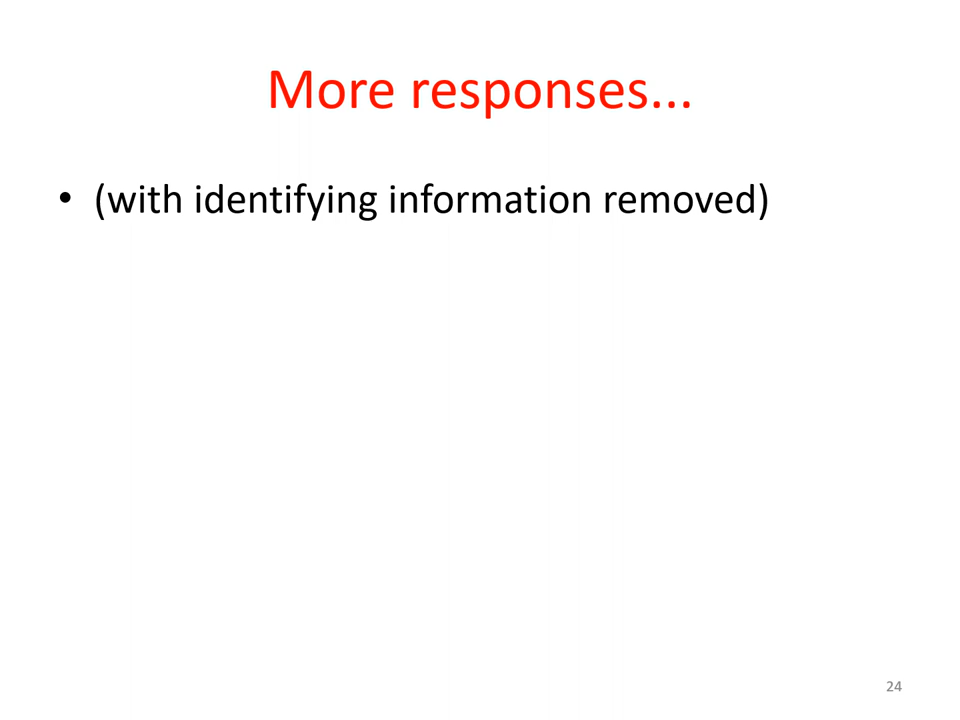 More responses...
• (with identifying information removed)
24